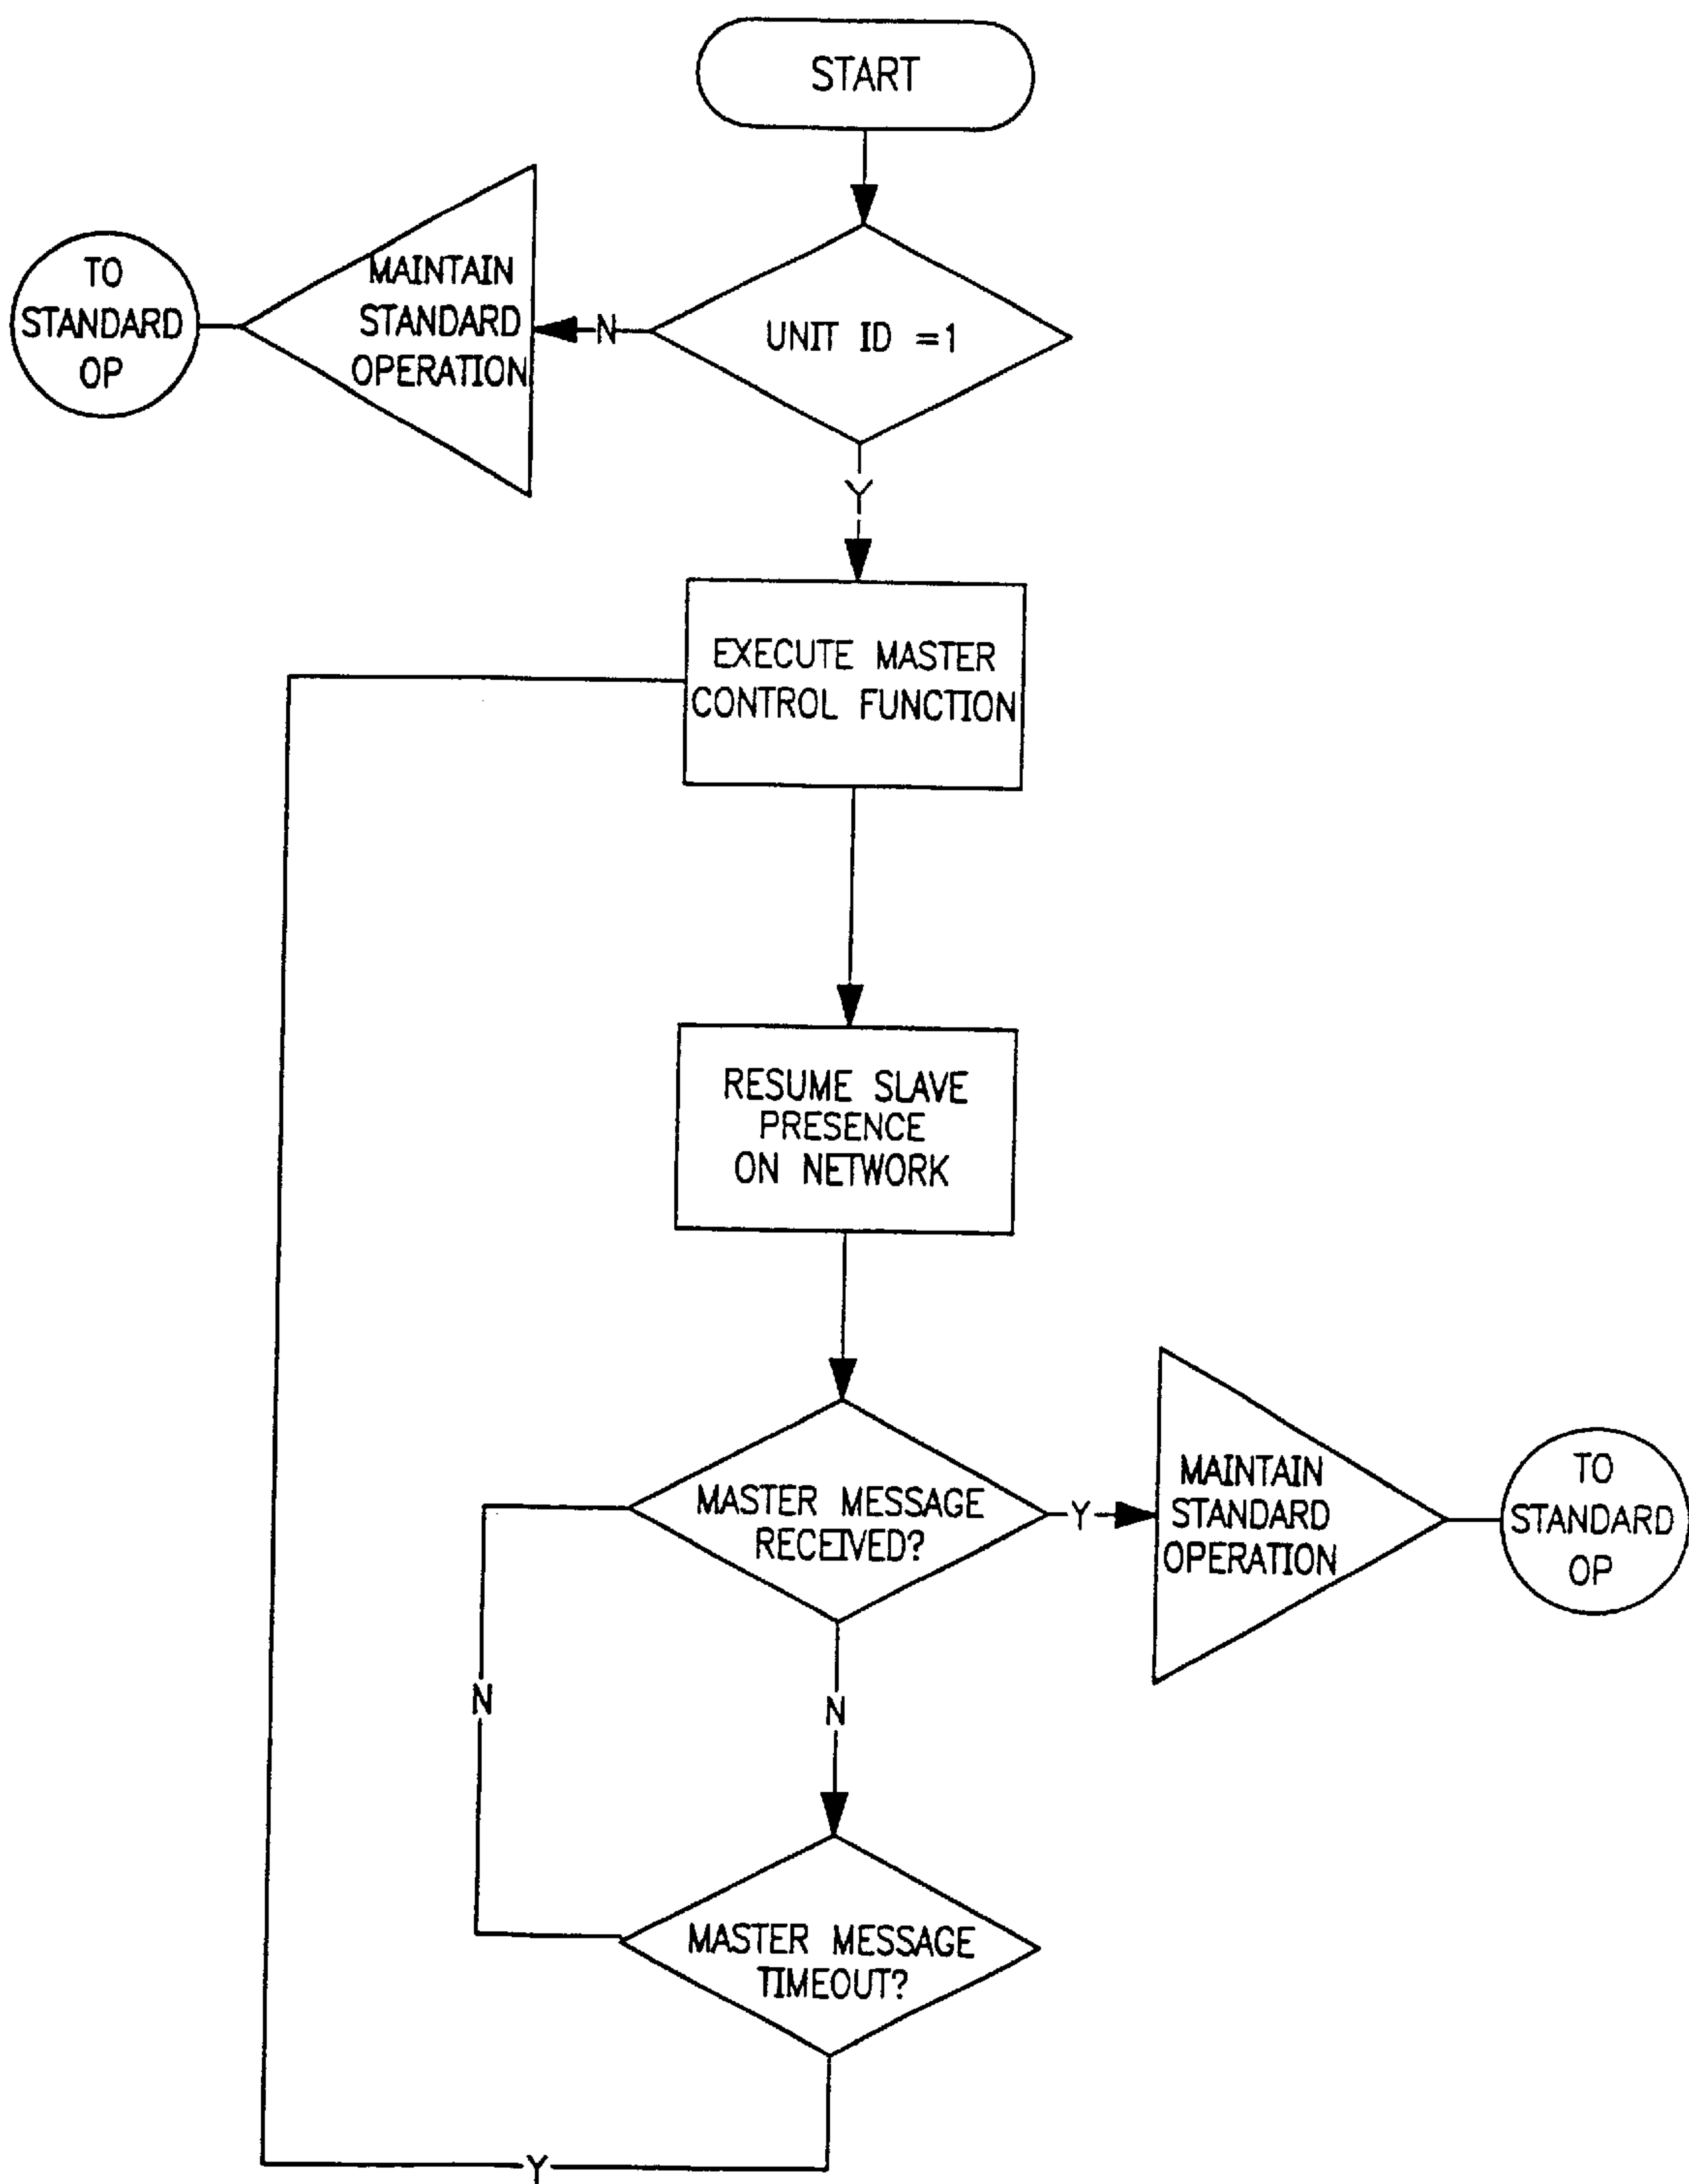 START
TO
STANDARD
OP
MAINTAIN
STANDARD
OPERATION
N
UNIT ID =1
Y
EXECUTE MASTER
CONTROL FUNCTION
RESUME SLAVE
PRESENCE
ON NETWORK
MASTER MESSAGE
RECEIVED?
Y
MAINTAIN
STANDARD
OPERATION
TO
STANDARD
OP
N
N
MASTER MESSAGE
TIMEOUT?
Y